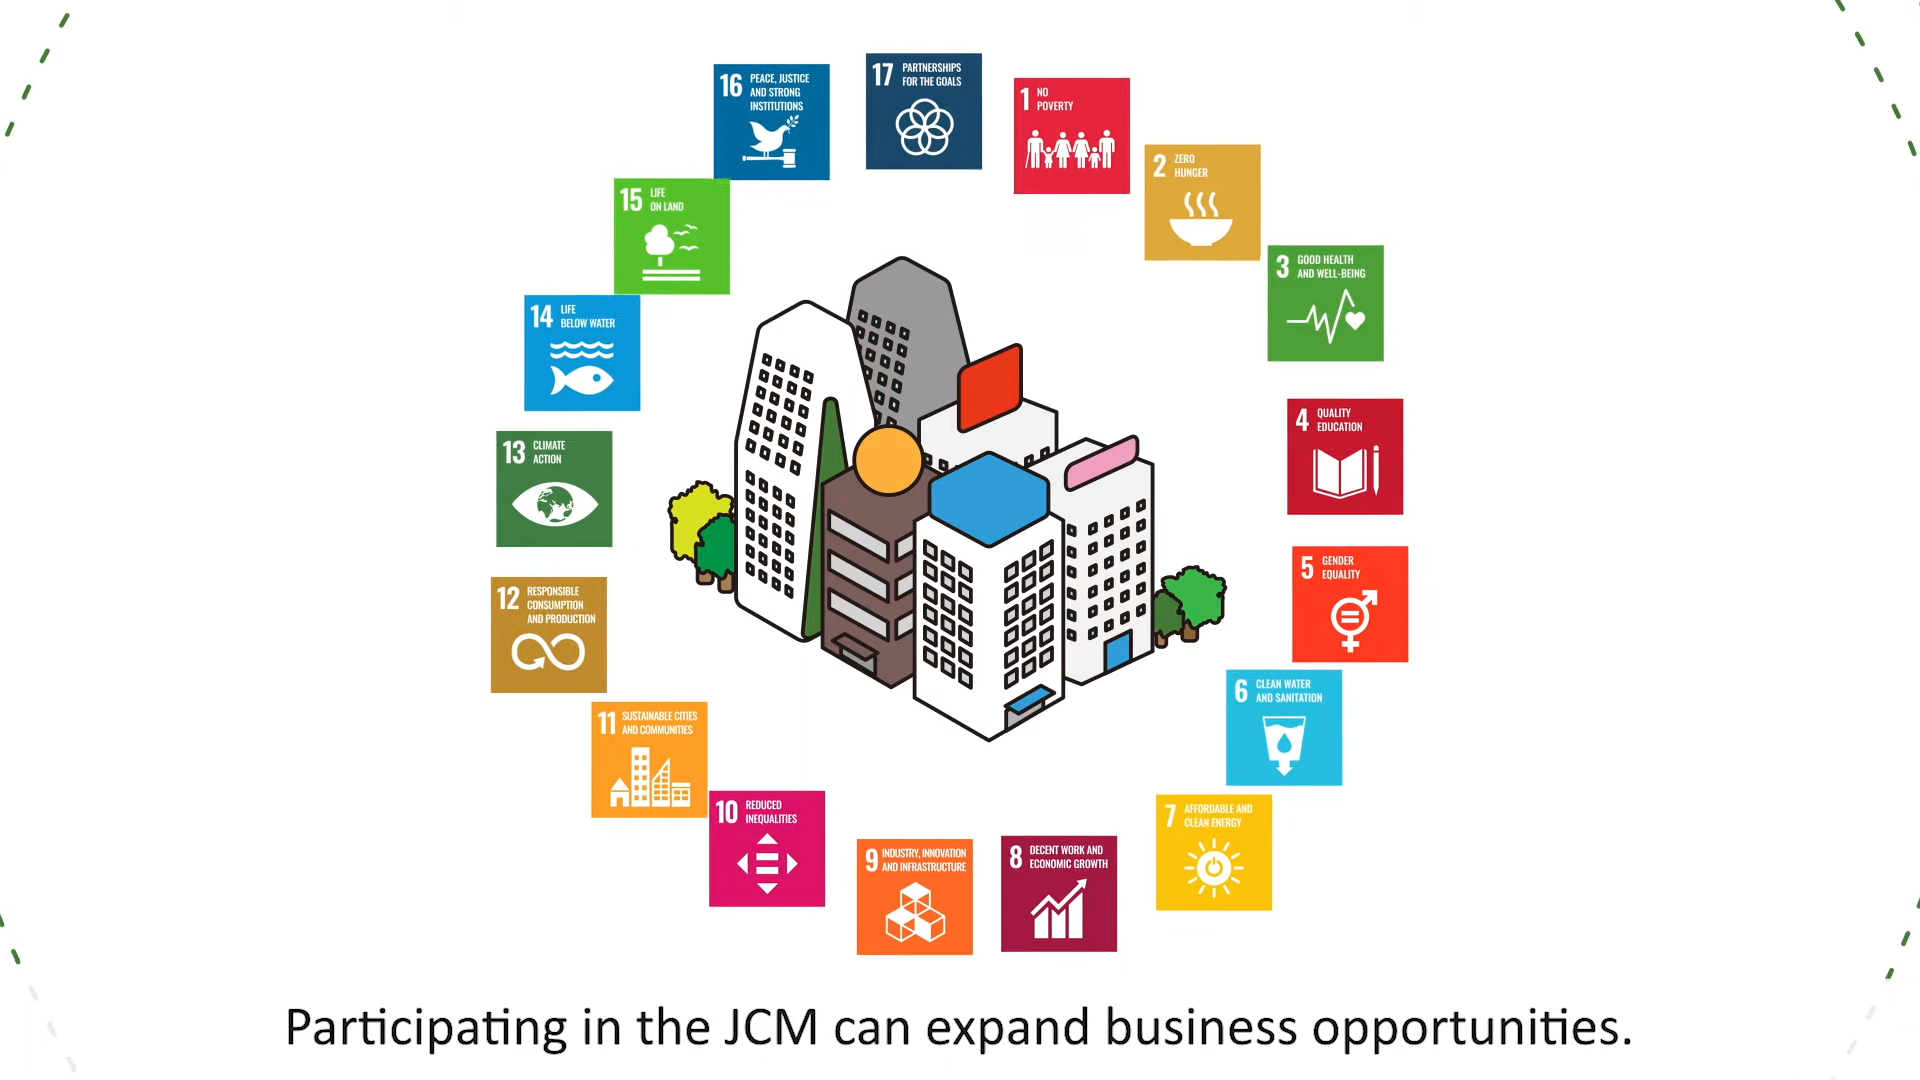 16 PEACE, JUSTICE
AND STRONG
INSTITUTIONS
17 PARTNERSHIPS
FOR THE GOALS
1 NO
POVERTY
2 ZERO
HUNGER
15 LIFE
ON LAND
3 GOOD HEALTH
AND WELL-BEING
14 LIFE
BELOW WATER
4 QUALITY
EDUCATION
13 CLIMATE
ACTION
5 GENDER
EQUALITY
12 RESPONSIBLE
CONSUMPTION
AND PRODUCTION
6 CLEAN WATER
AND SANITATION
11 SUSTAINABLE CITIES
AND COMMUNITIES
10 REDUCED
INEQUALITIES
7 AFFORDABLE AND
CLEAN ENERGY
9 INDUSTRY, INNOVATION
AND INFRASTRUCTURE
8 DECENT WORK AND
ECONOMIC GROWTH
Participating in the JCM can expand business opportunities.